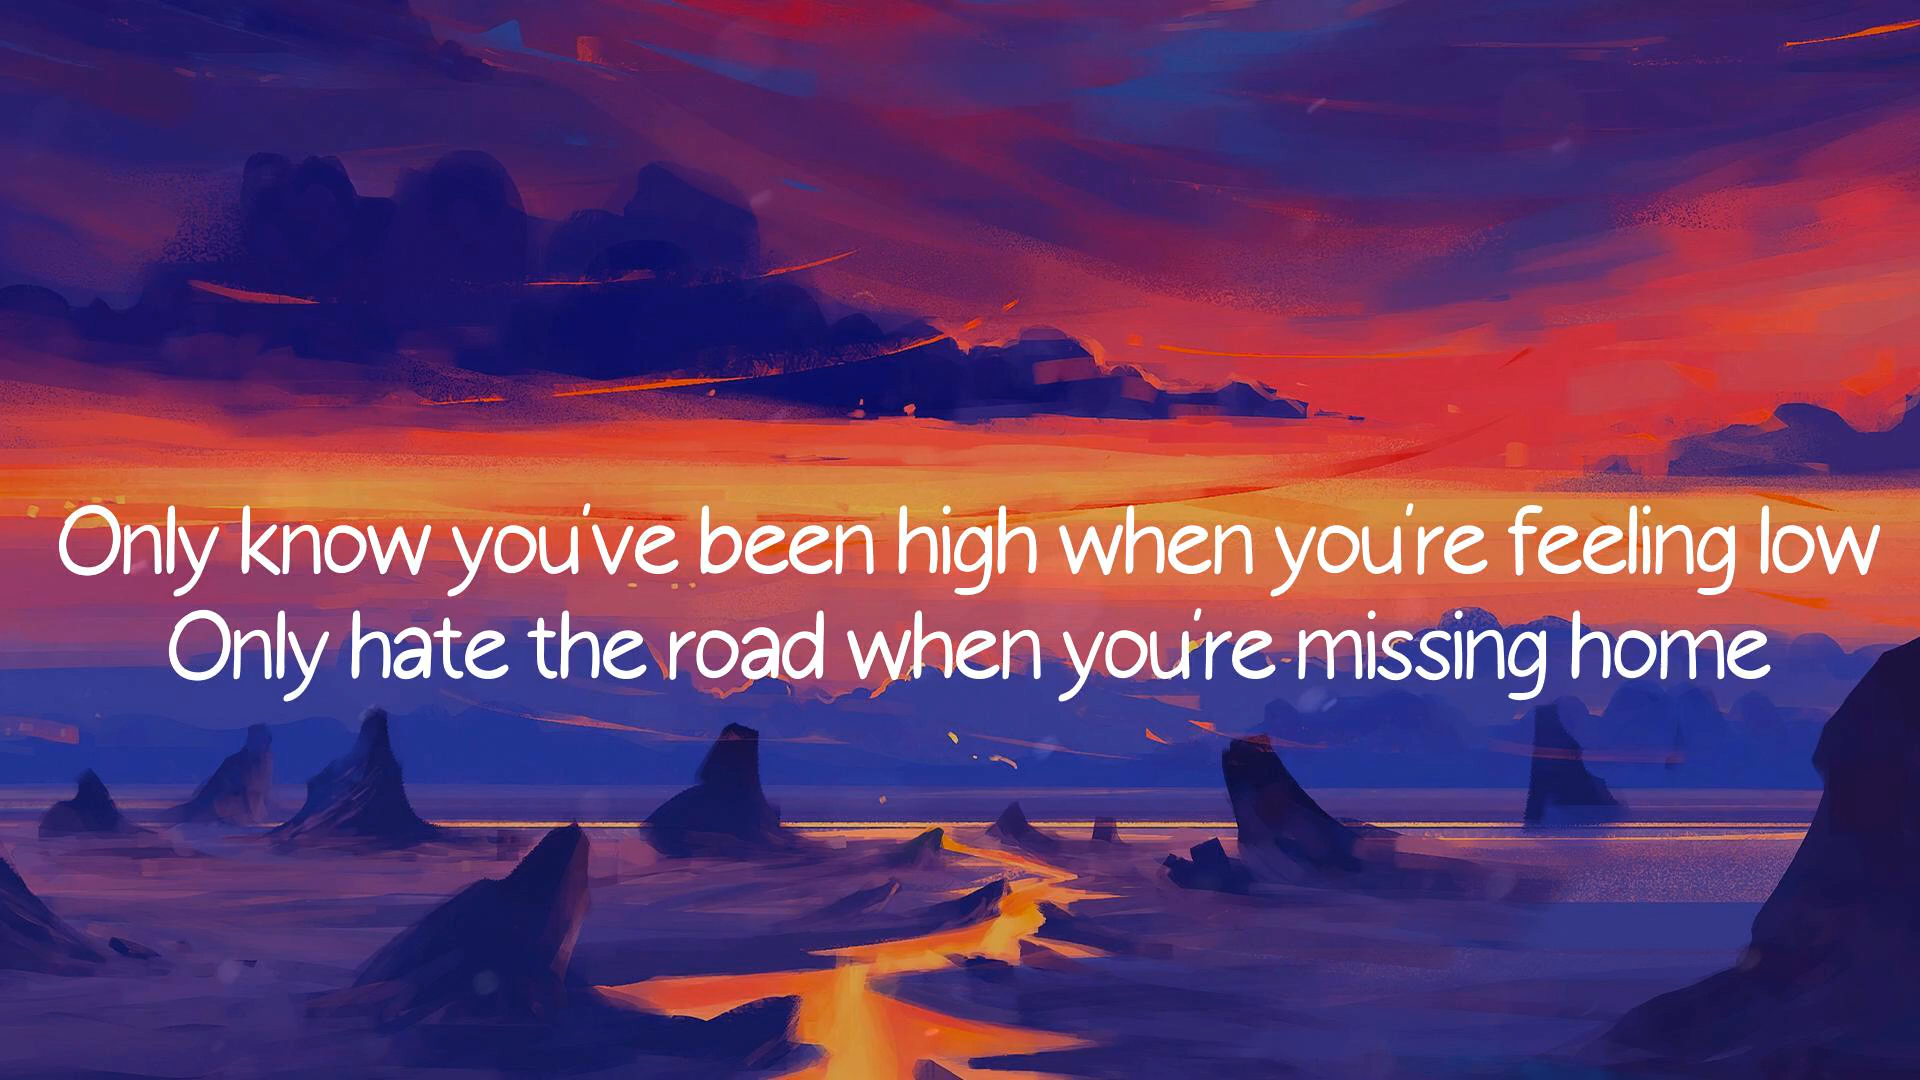 Only know you've been high when you're feeling low
Only hate the road when you're missing home